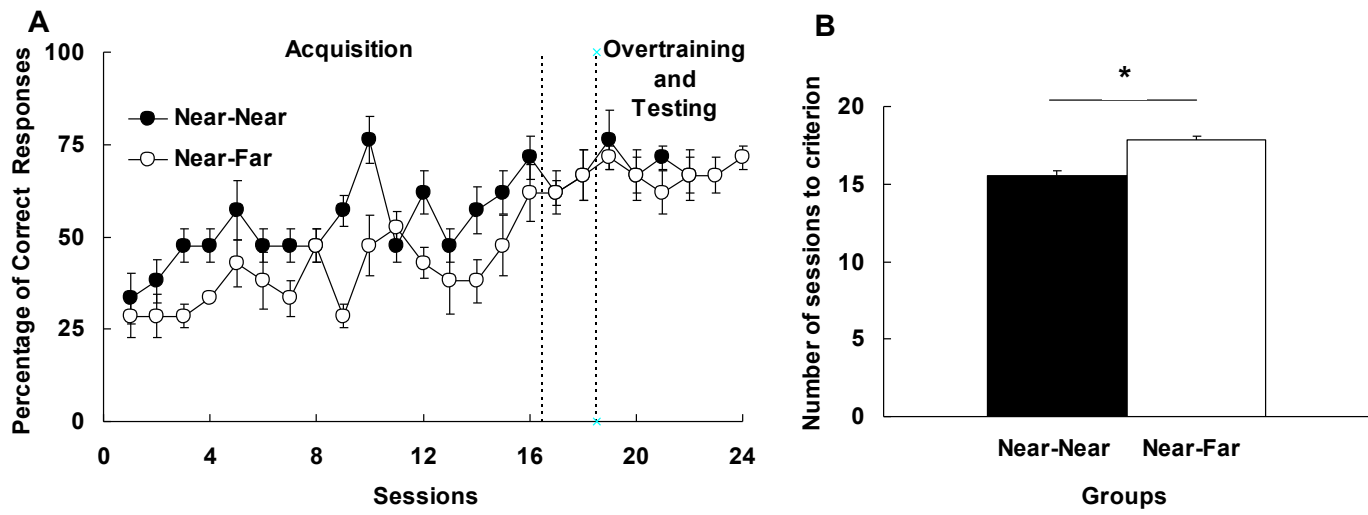 A
Acquisition
Overtraining
and
Testing
Near-Near
Near-Far
Percentage of Correct Responses
100
75
50
25
0
0 4 8 12 16 20 24
Sessions
B
*
Number of sessions to criterion
20
15
10
5
0
Near-Near Near-Far
Groups